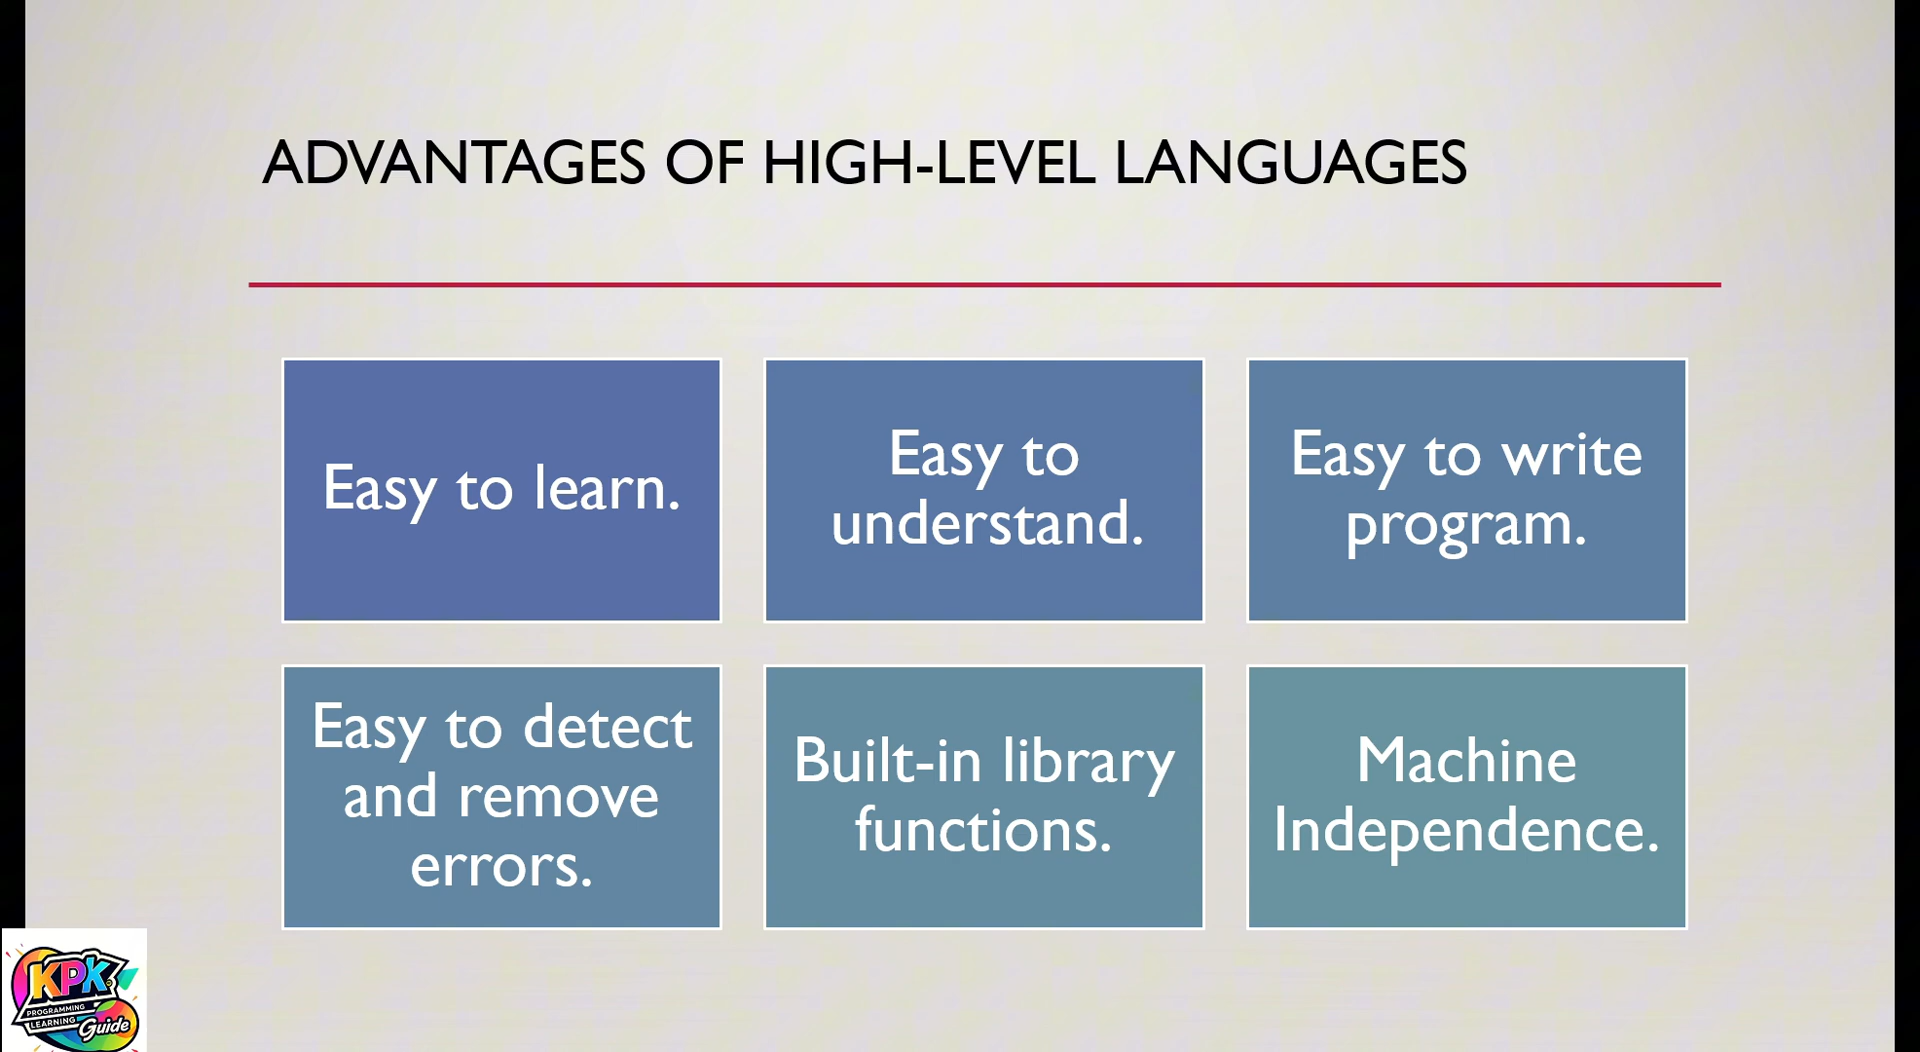 ADVANTAGES OF HIGH-LEVEL LANGUAGES
Easy to learn.
Easy to
understand.
Easy to write
program.
Easy to detect
and remove
errors.
Built-in library
functions.
Machine
Independence.
KPK
PROGRAMMING
LEARNING
Guide